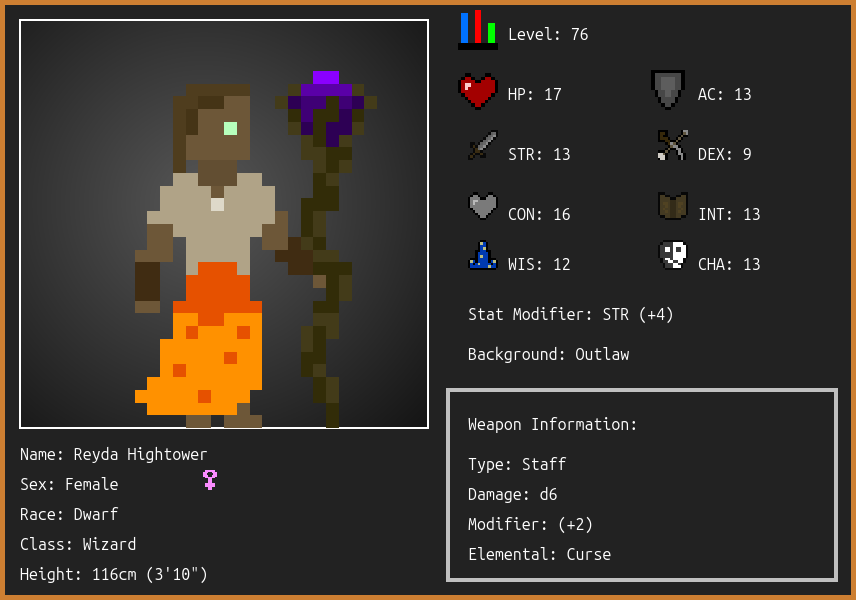 Level: 76
HP: 17
AC: 13
STR: 13
DEX: 9
CON: 16
INT: 13
WIS: 12
CHA: 13
Stat Modifier: STR (+4)
Background: Outlaw
Weapon Information:
Type: Staff
Damage: d6
Modifier: (+2)
Elemental: Curse
Name: Reyda Hightower
Sex: Female
Race: Dwarf
Class: Wizard
Height: 116cm (3'10")